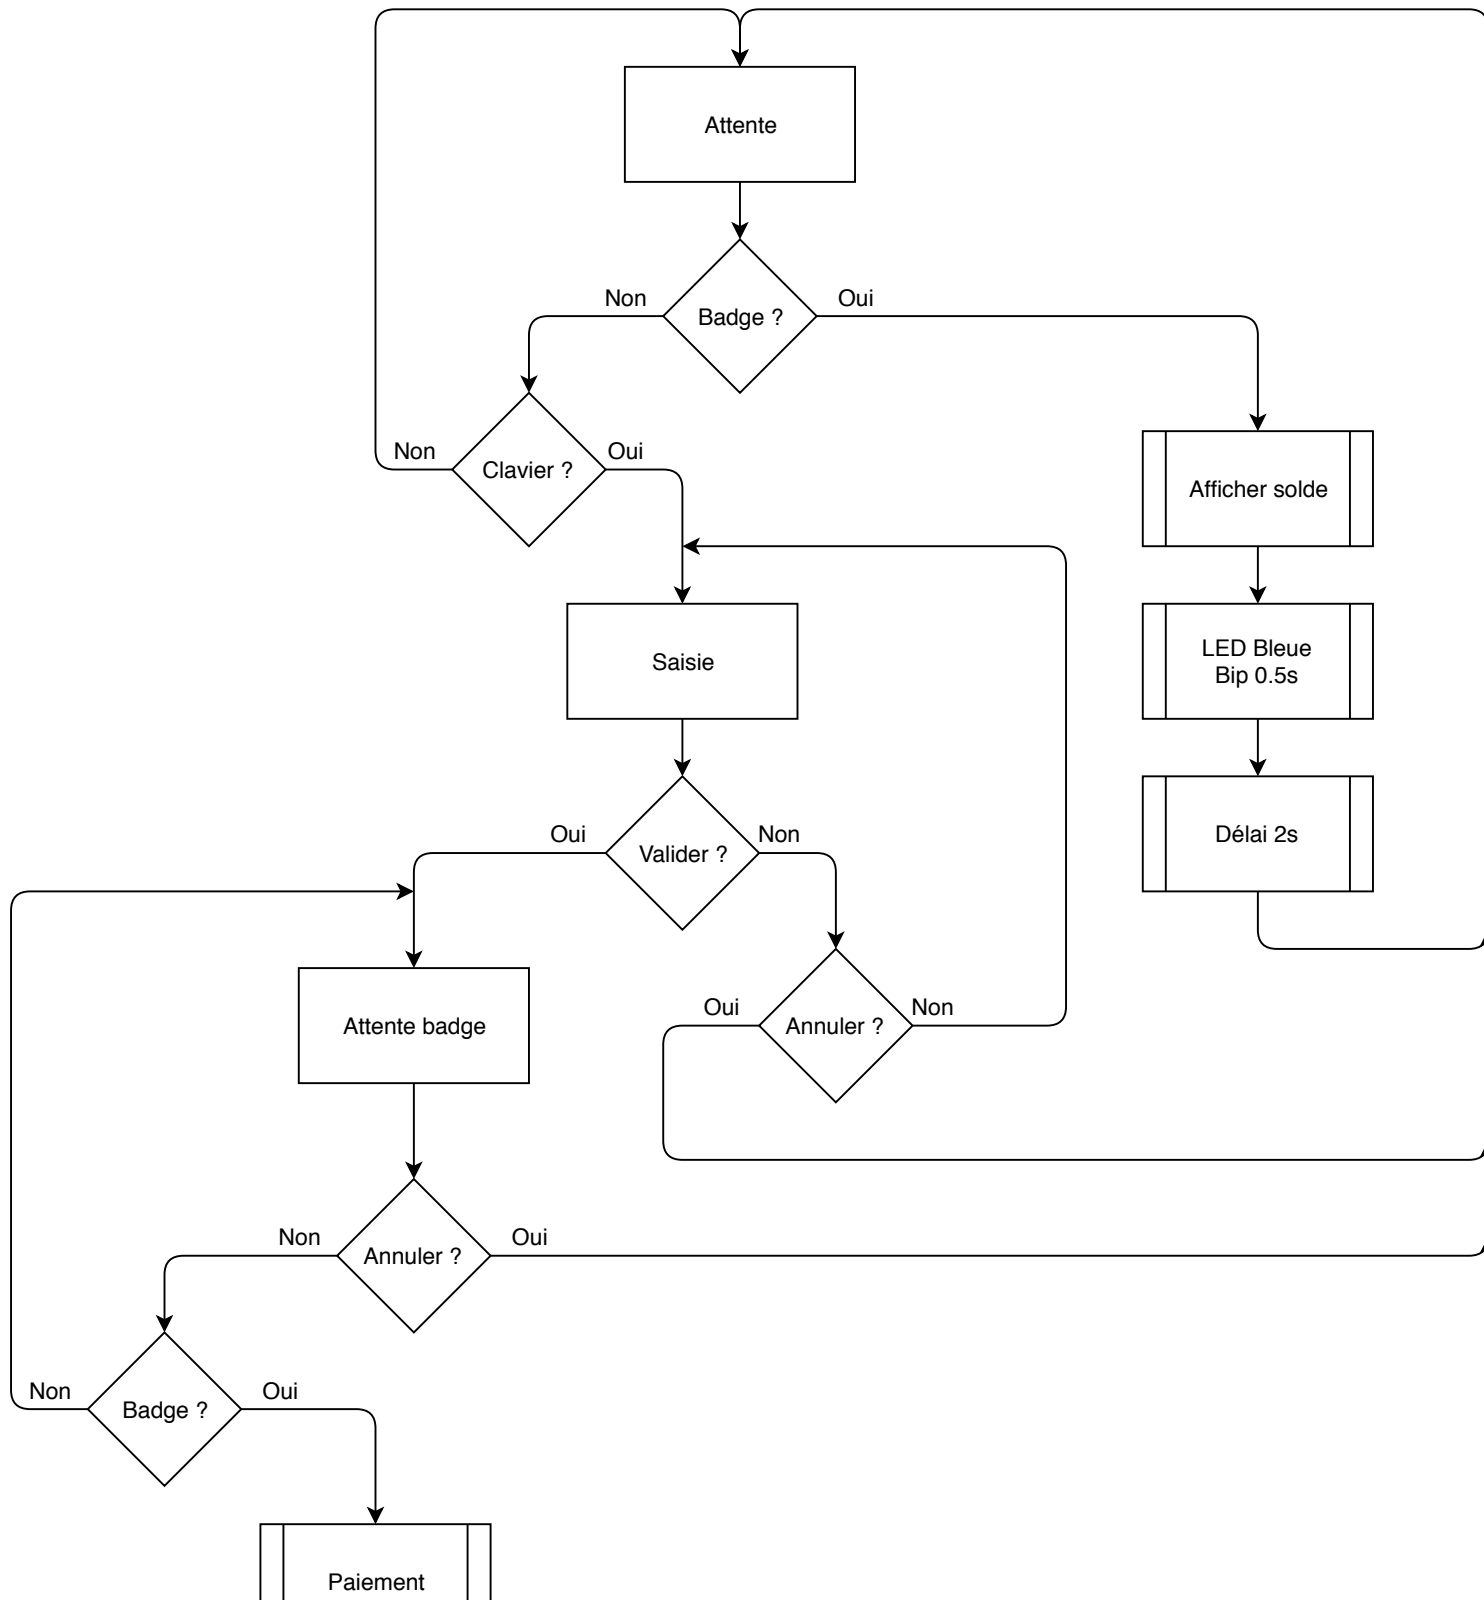 Attente
Non
Oui
Badge ?
Non
Oui
Clavier ?
Afficher solde
LED Bleue
Bip 0.5s
Saisie
Oui
Non
Valider ?
Délai 2s
Oui
Non
Attente badge
Annuler ?
Non
Oui
Annuler ?
Non
Oui
Badge ?
Paiement